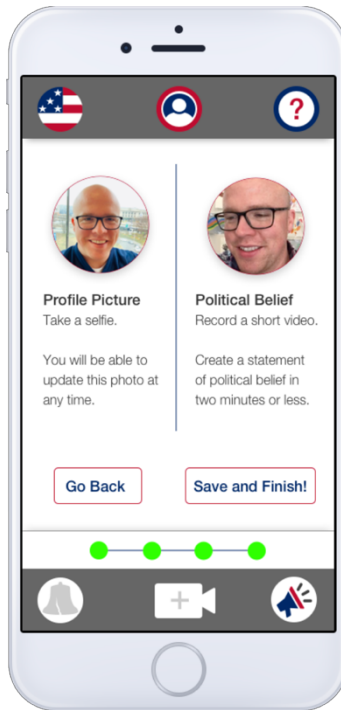 ?
Profile Picture
Take a selfie.
You will be able to
update this photo at
any time.
Political Belief
Record a short video.
Create a statement
of political belief in
two minutes or less.
Go Back
Save and Finish!